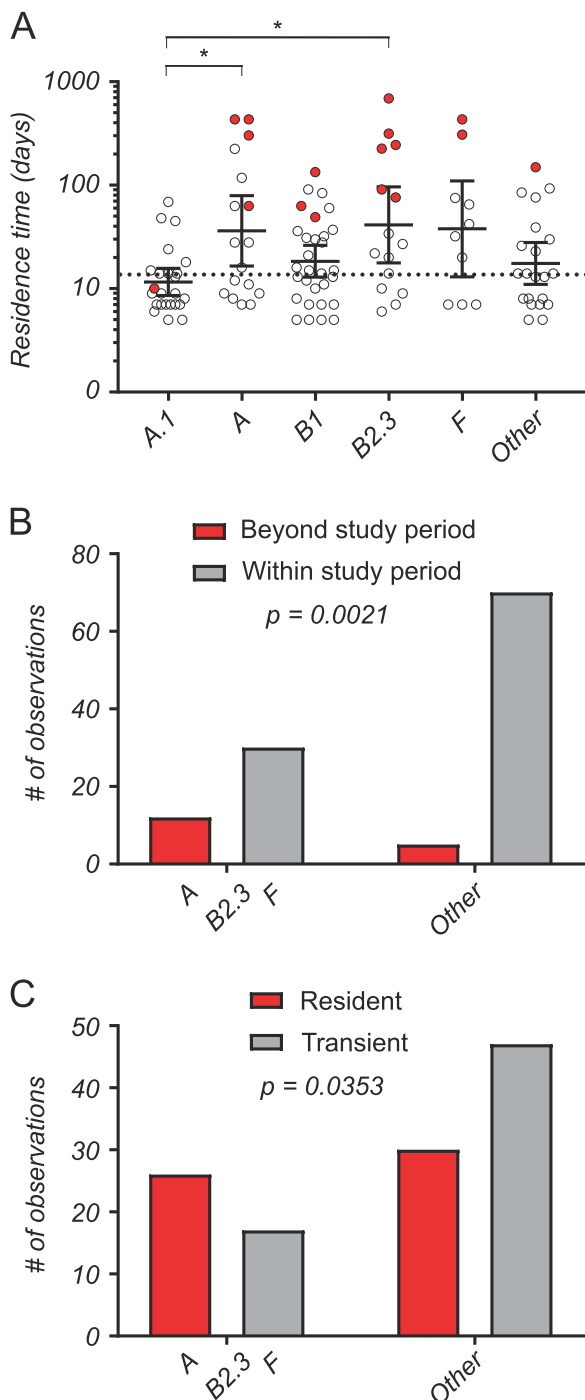 A
*
*
Residence time (days)
1000
100
10
0
A.1
A
B1
B2.3
F
Other
B
Beyond study period
Within study period
p = 0.0021
# of observations
80
60
40
20
0
A
B2.3
F
Other
C
Resident
Transient
p = 0.0353
# of observations
50
40
30
20
10
0
A
B2.3
F
Other